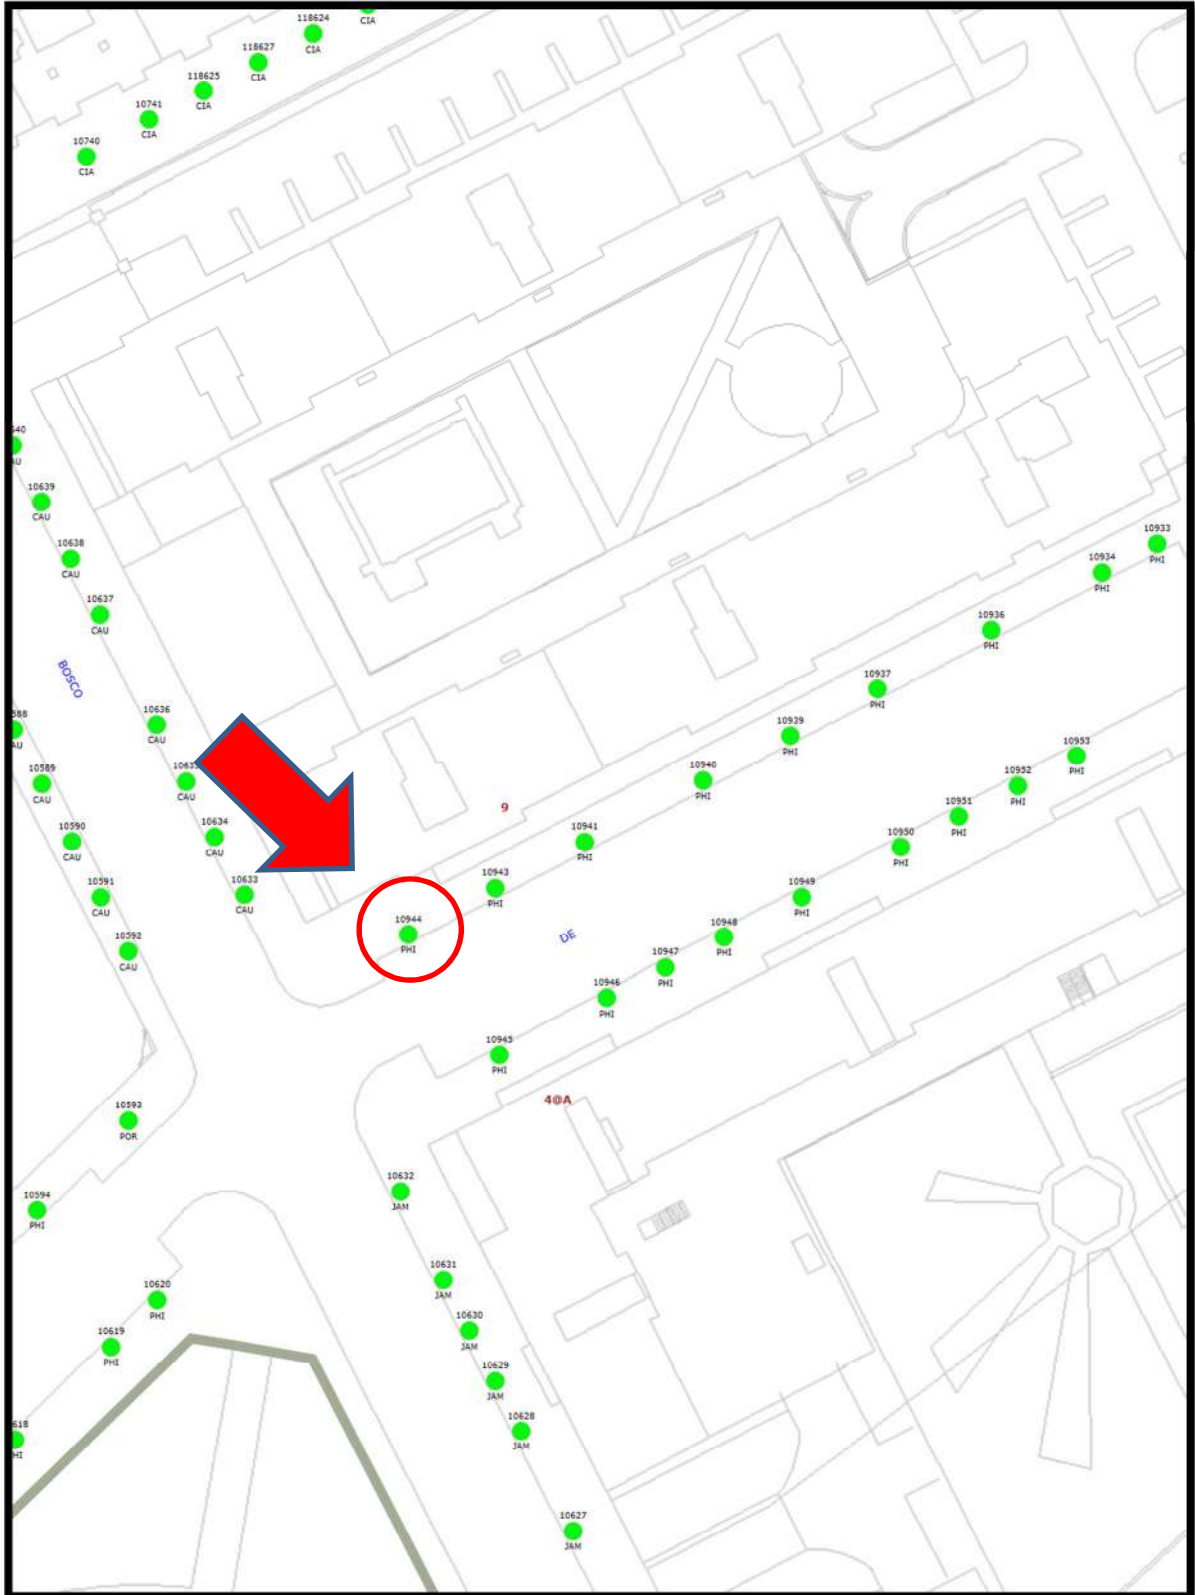 118624
CIA
CIA
118627
CIA
118625
CIA
10741
CIA
10740
CIA
10639
CAU
10638
CAU
10637
CAU
BOSCO
10636
CAU
CAU
10634
CAU
10633
CAU
10589
CAU
10590
CAU
10591
CAU
10592
CAU
10933
PHI
10934
PHI
10936
PHI
10937
PHI
10939
PHI
10940
PHI
9
10941
PHI
10943
PHI
10944
PHI
DE
10953
PHI
10952
PHI
10951
PHI
10950
PHI
10949
PHI
10948
PHI
10947
PHI
10946
PHI
10945
PHI
4@A
10593
POR
10594
PHI
10632
JAM
10631
JAM
10630
JAM
10629
JAM
10628
JAM
10627
JAM
10620
PHI
10619
PHI